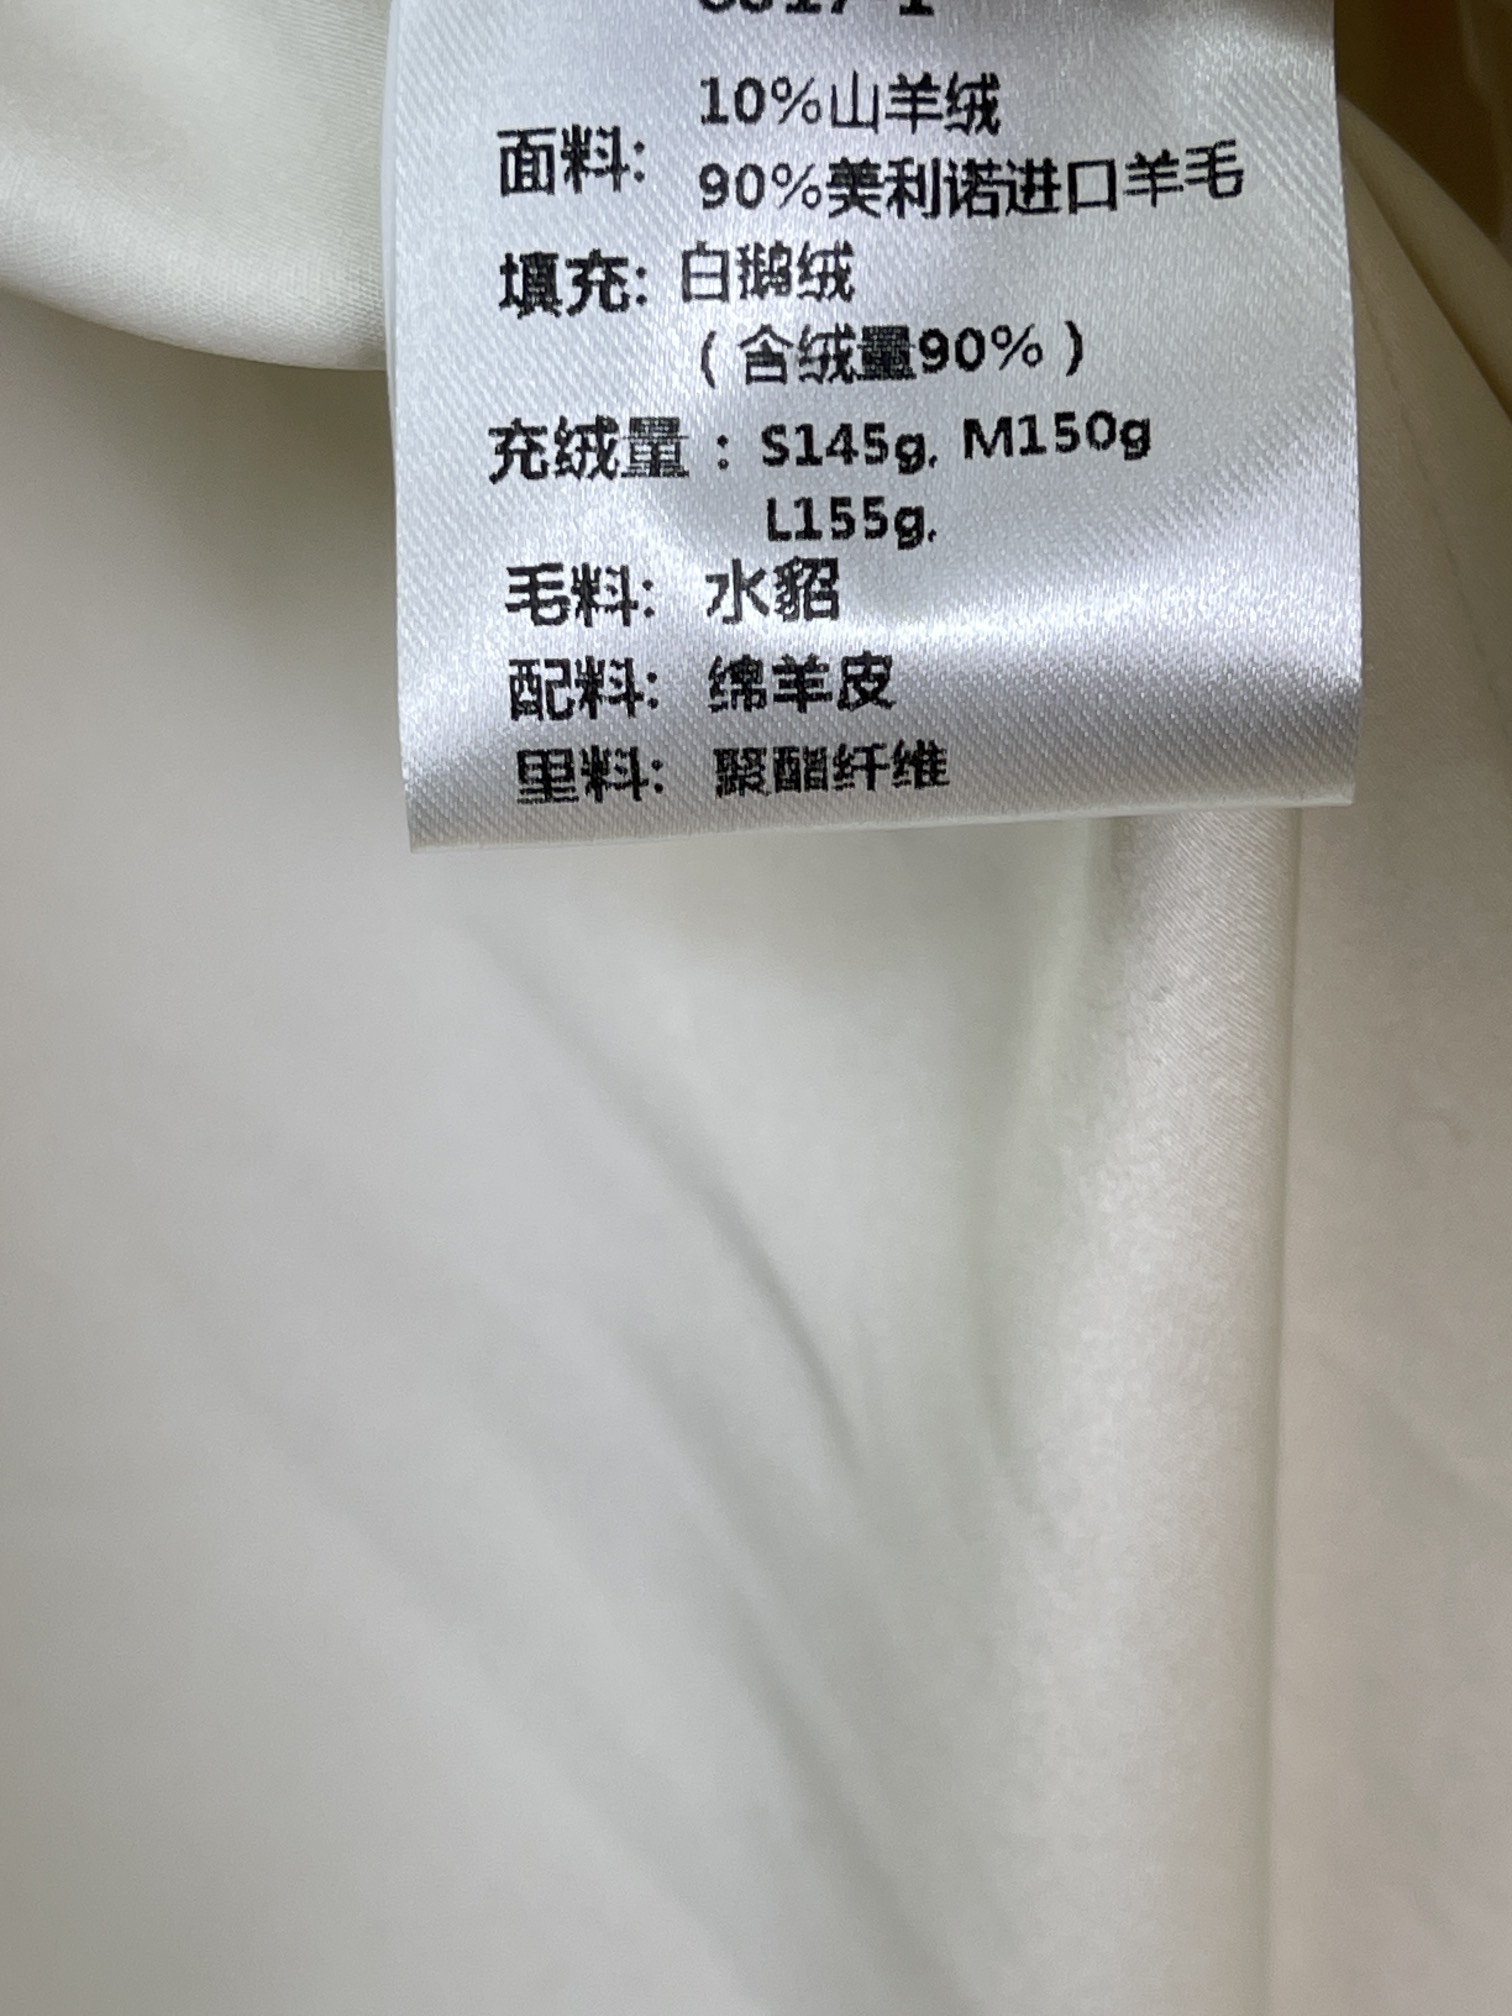 面料: 10%山羊绒
90%美利诺进口羊毛
填充: 白鹅绒
(含绒量90%)
充绒量: S145g, M150g
L155g,
毛料: 水貂
配料: 绵羊皮
里料: 聚酯纤维